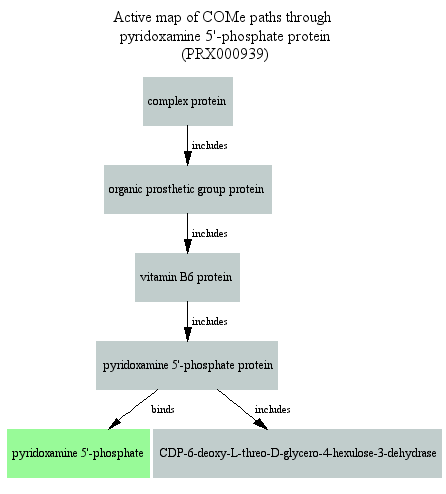 Active map of COMe paths through
pyridoxamine 5'-phosphate protein
(PRX000939)
complex protein
includes
organic prosthetic group protein
includes
vitamin B6 protein
includes
pyridoxamine 5'-phosphate protein
binds
includes
pyridoxamine 5'-phosphate
CDP-6-deoxy-L-threo-D-glycero-4-hexulose-3-dehydrase